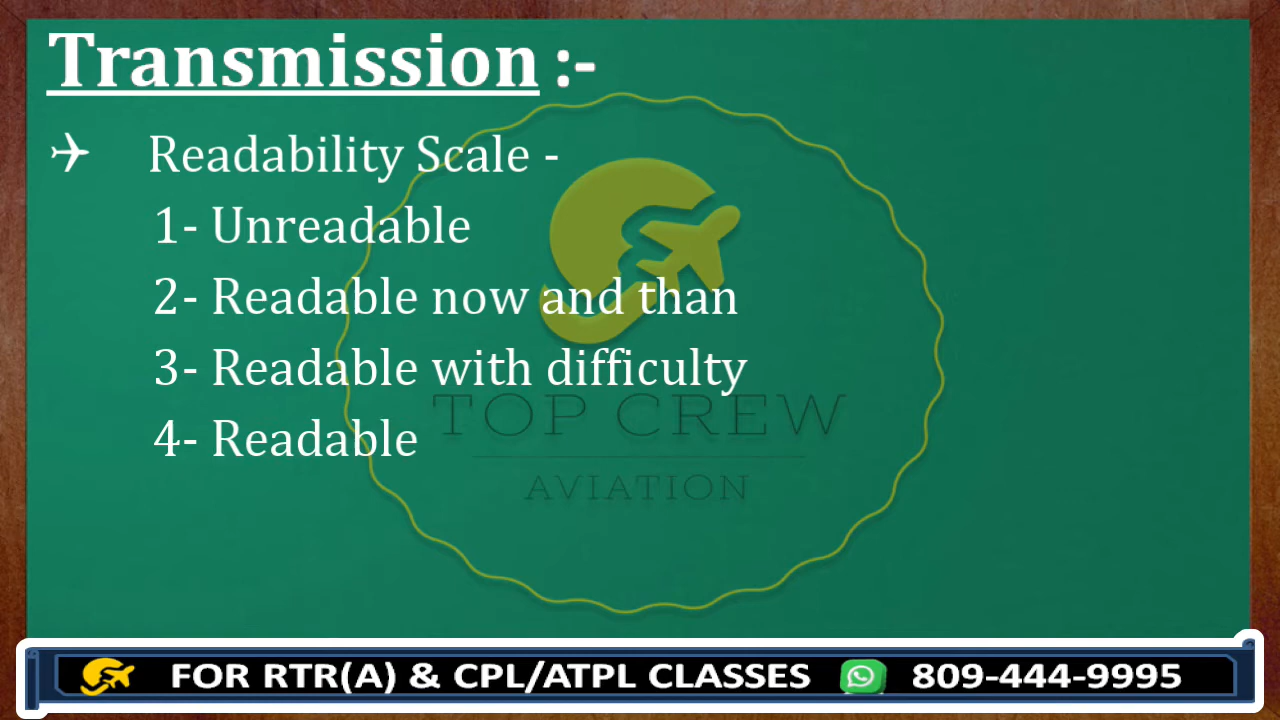 Transmission :-
Readability Scale -
1- Unreadable
2- Readable now and than
3- Readable with difficulty
4- Readable
TOP CREW
AVIATION
FOR RTR(A) & CPL/ATPL CLASSES 809-444-9995